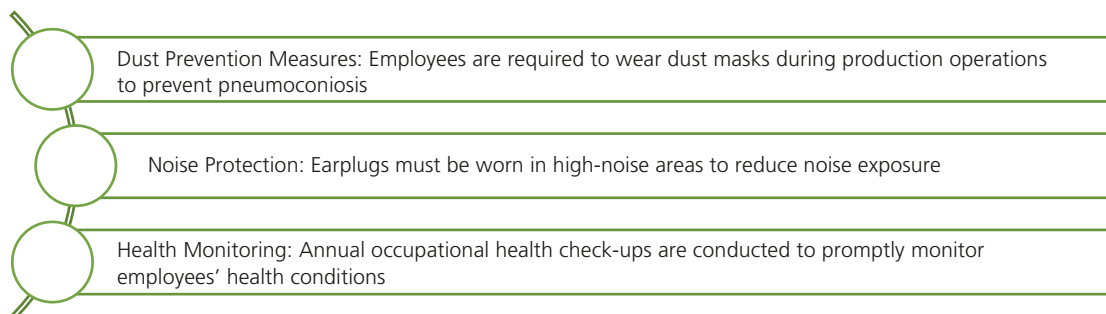 Dust Prevention Measures: Employees are required to wear dust masks during production operations
to prevent pneumoconiosis
Noise Protection: Earplugs must be worn in high-noise areas to reduce noise exposure
Health Monitoring: Annual occupational health check-ups are conducted to promptly monitor
employees’ health conditions